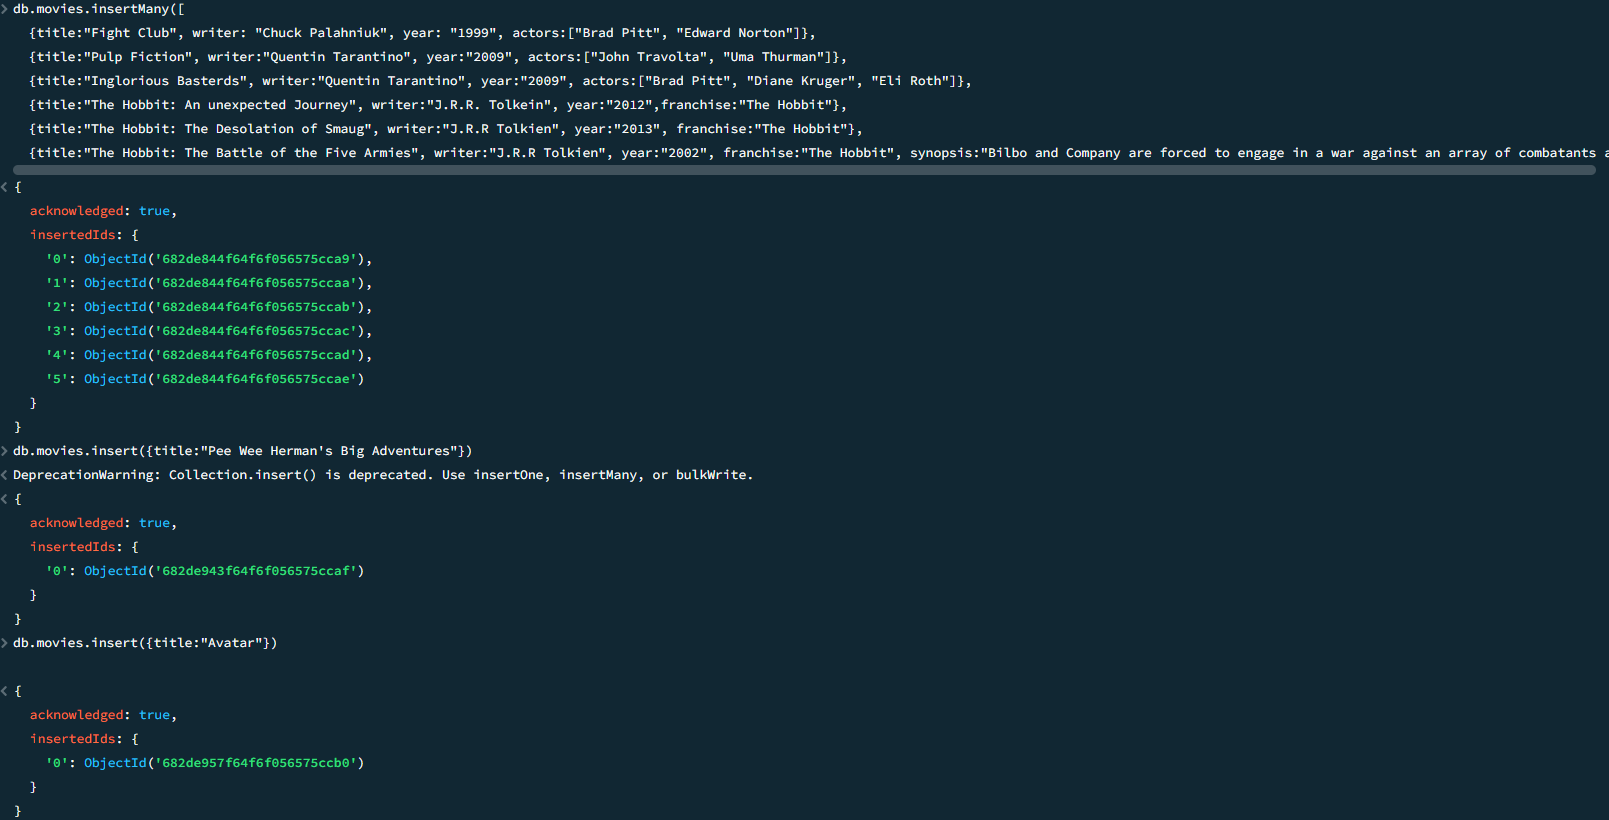 > db.movies.insertMany([
{title:"Fight Club", writer: "Chuck Palahniuk", year: "1999", actors:["Brad Pitt", "Edward Norton"]},
{title:"Pulp Fiction", writer:"Quentin Tarantino", year:"2009", actors:["John Travolta", "Uma Thurman"]},
{title:"Inglorious Basterds", writer:"Quentin Tarantino", year:"2009", actors:["Brad Pitt", "Diane Kruger", "Eli Roth"]},
{title:"The Hobbit: An unexpected Journey", writer:"J.R.R. Tolkein", year:"2012",franchise:"The Hobbit"},
{title:"The Hobbit: The Desolation of Smaug", writer:"J.R.R Tolkien", year:"2013", franchise:"The Hobbit"},
{title:"The Hobbit: The Battle of the Five Armies", writer:"J.R.R Tolkien", year:"2002", franchise:"The Hobbit", synopsis:"Bilbo and Company are forced to engage in a war against an array of combatants a
< {
acknowledged: true,
insertedIds: {
'0': ObjectId('682de844f64f6f056575cca9'),
'1': ObjectId('682de844f64f6f056575ccaa'),
'2': ObjectId('682de844f64f6f056575ccab'),
'3': ObjectId('682de844f64f6f056575ccac'),
'4': ObjectId('682de844f64f6f056575ccad'),
'5': ObjectId('682de844f64f6f056575ccae')
}
}
> db.movies.insert({title:"Pee Wee Herman's Big Adventures"})
< DeprecationWarning: Collection.insert() is deprecated. Use insertOne, insertMany, or bulkWrite.
< {
acknowledged: true,
insertedIds: {
'0': ObjectId('682de943f64f6f056575ccaf')
}
}
> db.movies.insert({title:"Avatar"})
< {
acknowledged: true,
insertedIds: {
'0': ObjectId('682de957f64f6f056575ccb0')
}
}